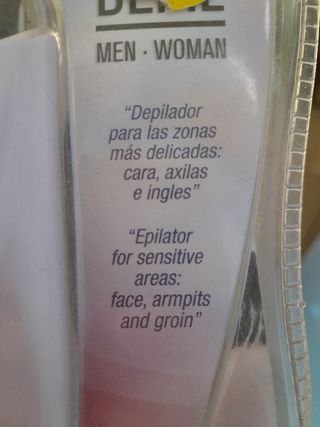 MEN · WOMAN
“Depilador
para las zonas
más delicadas:
cara, axilas
e ingles”
“Epilator
for sensitive
areas:
face, armpits
and groin”